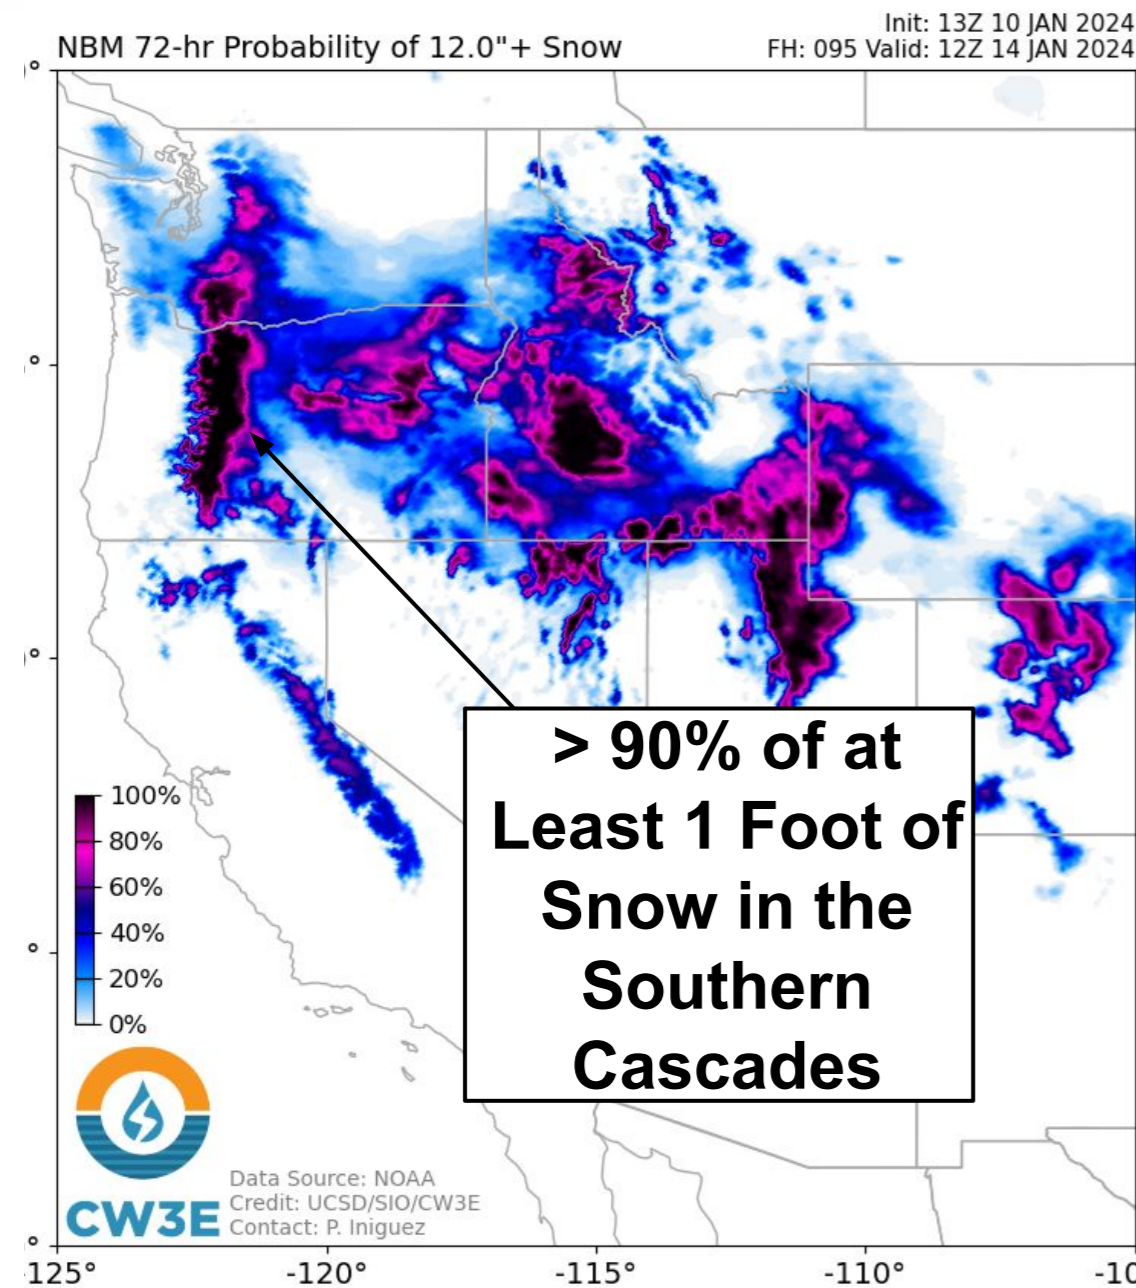 Init: 13Z 10 JAN 2024
NBM 72-hr Probability of 12.0"+ Snow
FH: 095 Valid: 12Z 14 JAN 2024
> 90% of at
Least 1 Foot of
Snow in the
Southern
Cascades
100%
80%
60%
40%
20%
0%
CW3E
Data Source: NOAA
Credit: UCSD/SIO/CW3E
Contact: P. Iniguez
-125°
-120°
-115°
-110°